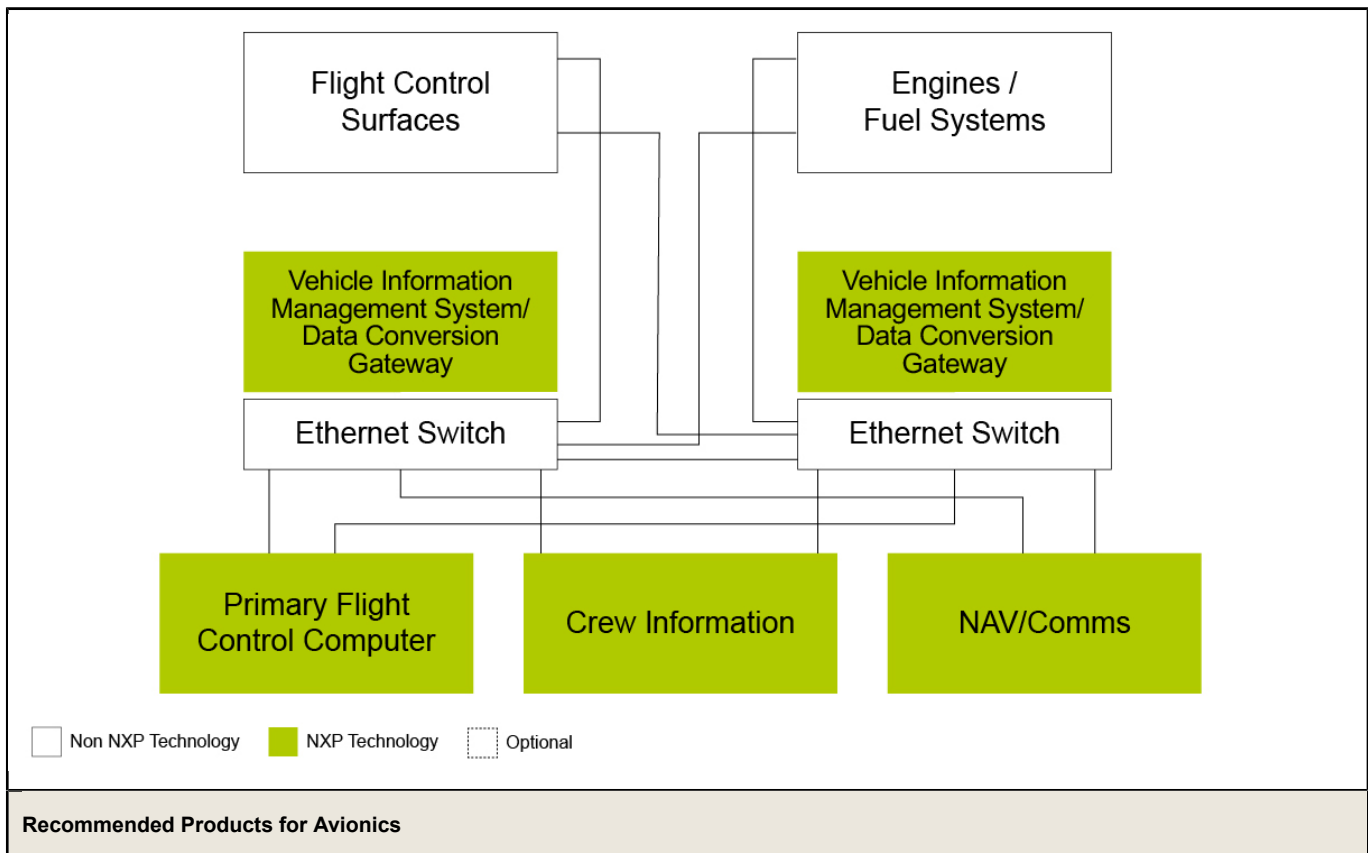 Flight Control
Surfaces
Engines /
Fuel Systems
Vehicle Information
Management System/
Data Conversion
Gateway
Vehicle Information
Management System/
Data Conversion
Gateway
Ethernet Switch
Ethernet Switch
Primary Flight
Control Computer
Crew Information
NAV/Comms
Non NXP Technology
NXP Technology
Optional
Recommended Products for Avionics